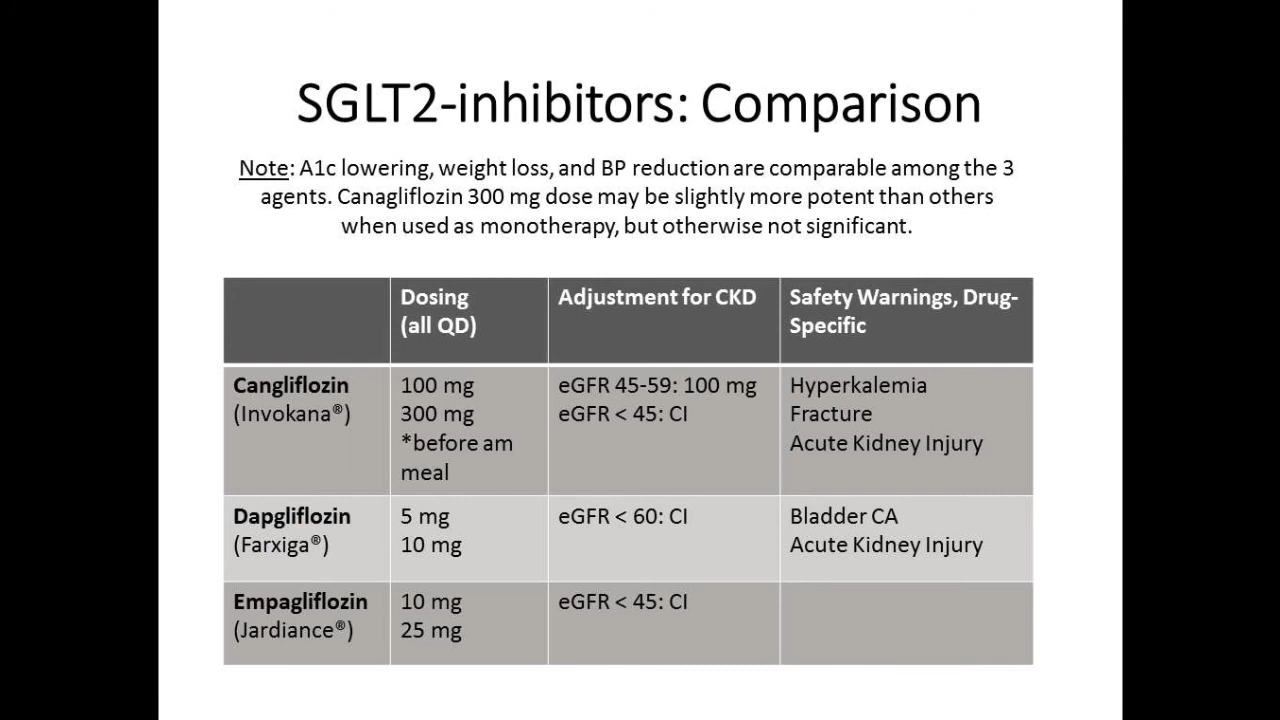 SGLT2-inhibitors: Comparison
Note: A1c lowering, weight loss, and BP reduction are comparable among the 3
agents. Canagliflozin 300 mg dose may be slightly more potent than others
when used as monotherapy, but otherwise not significant.
Dosing
(all QD)
Adjustment for CKD
Safety Warnings, Drug-
Specific
Cangliflozin
(Invokana®)
100 mg
300 mg
*before am
meal
eGFR 45-59: 100 mg
eGFR < 45: CI
Hyperkalemia
Fracture
Acute Kidney Injury
Dapgliflozin
(Farxiga®)
5 mg
10 mg
eGFR < 60: CI
Bladder CA
Acute Kidney Injury
Empagliflozin
(Jardiance®)
10 mg
25 mg
eGFR < 45: CI